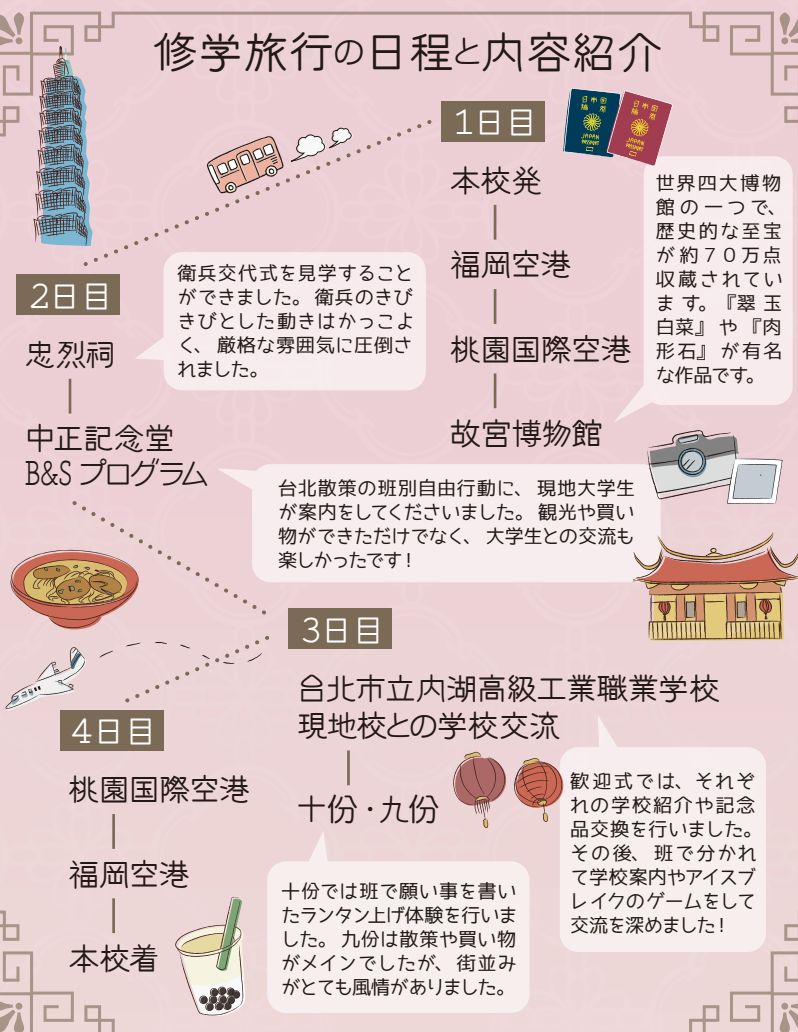 修学旅行の日程と内容紹介
1日目
日本国
旅券
JAPAN
PASSPORT
日本国
旅券
JAPAN
PASSPORT
本校発
福岡空港
桃園国際空港
故宮博物館
世界四大博物
館の一つで、
歴史的な至宝
が約70万点
収蔵されてい
ます。『翠玉
白菜』や『肉
形石』が有名
な作品です。
2日目
忠烈祠
衛兵交代式を見学すること
ができました。衛兵のきび
きびとした動きはかっこよ
く、厳格な雰囲気に圧倒さ
れました。
中正記念堂
B&Sプログラム
台北散策の班別自由行動に、現地大学生
が案内をしてくださいました。観光や買い
物ができただけでなく、大学生との交流も
楽しかったです!
3日目
台北市立内湖高級工業職業学校
現地校との学校交流
歓迎式では、それぞ
れの学校紹介や記念
品交換を行いました。
その後、班で分かれ
て学校案内やアイスブ
レイクのゲームをして
交流を深めました!
十份・九份
十份では班で願い事を書い
たランタン上げ体験を行いま
した。九份は散策や買い物
がメインでしたが、街並み
がとても風情がありました。
4日目
桃園国際空港
福岡空港
本校着